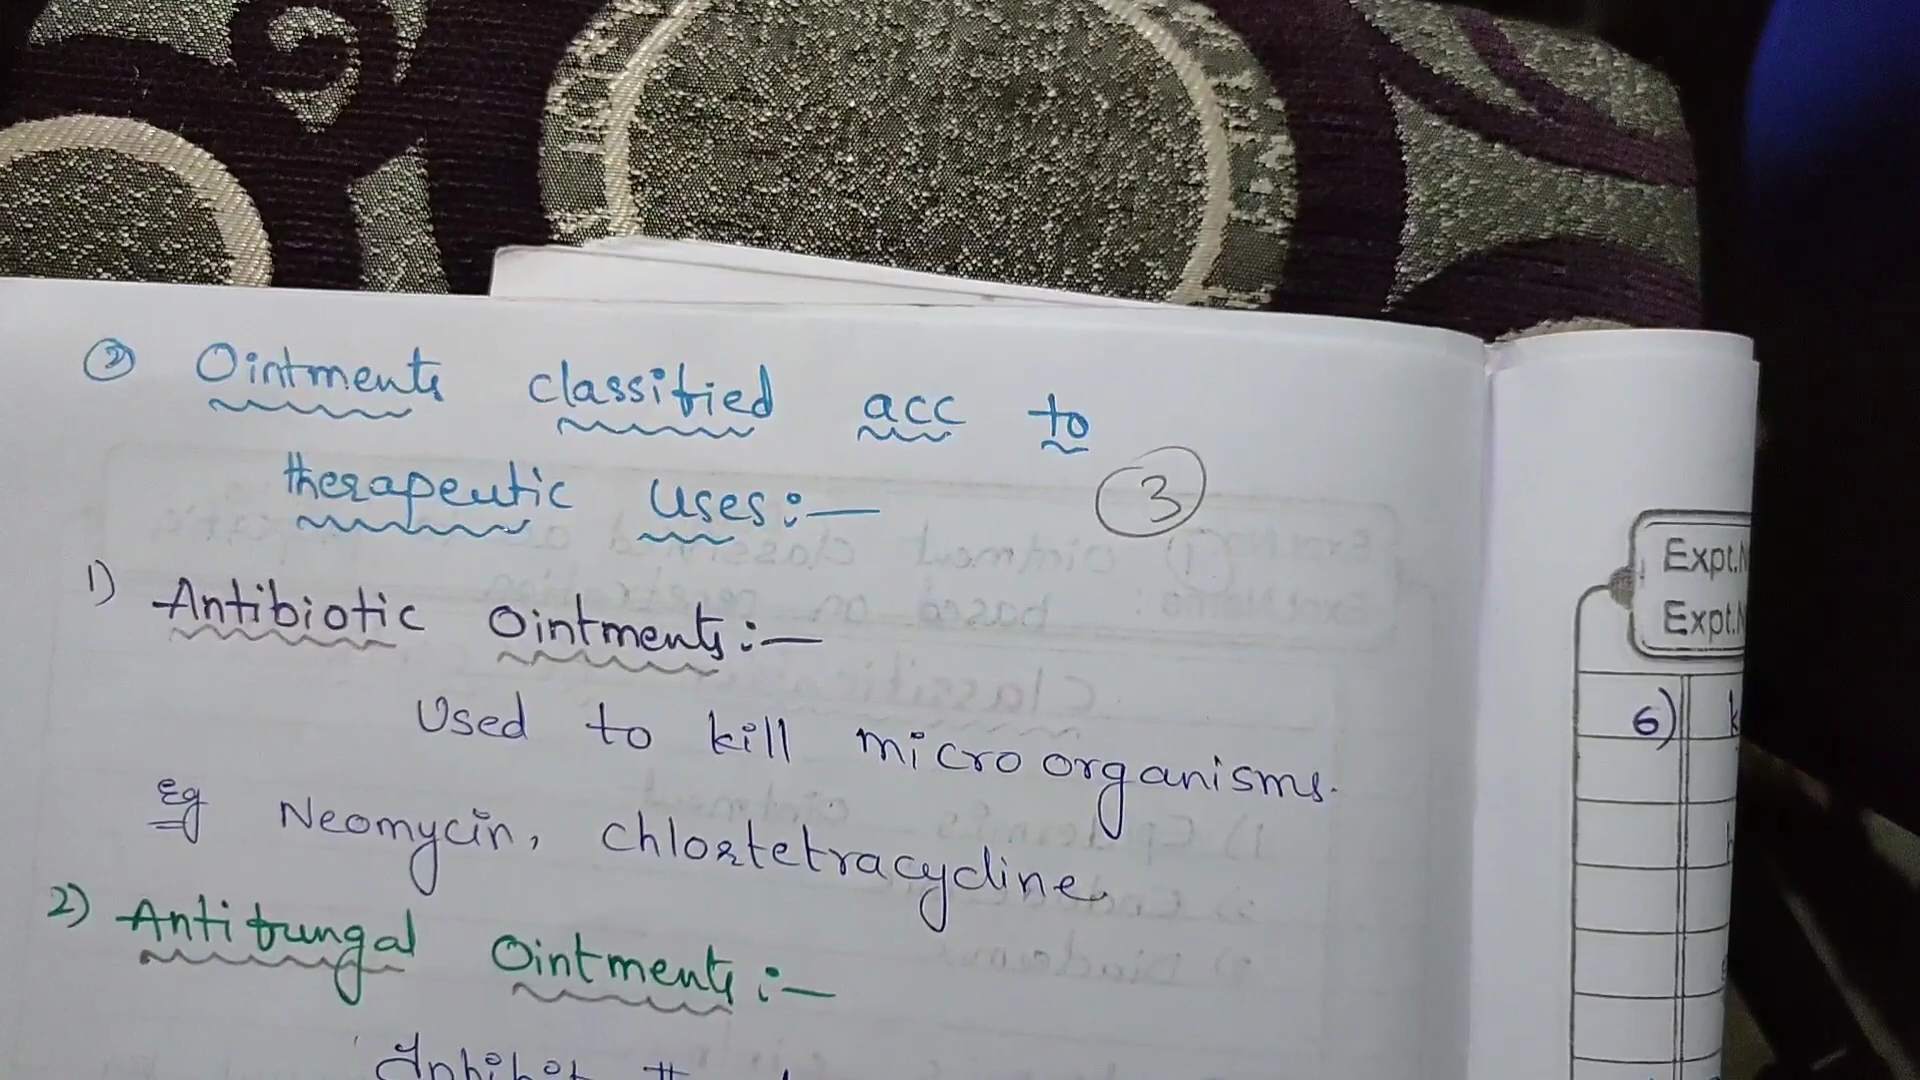 ② Ointments classified acc to
therapeutic uses:—
③
1) Antibiotic Ointments:—
Used to kill micro organisms.
Eg Neomycin, Chlortetracycline.
2) Antifungal Ointments:—
Inhibit
Expt.N
Expt.N
6)